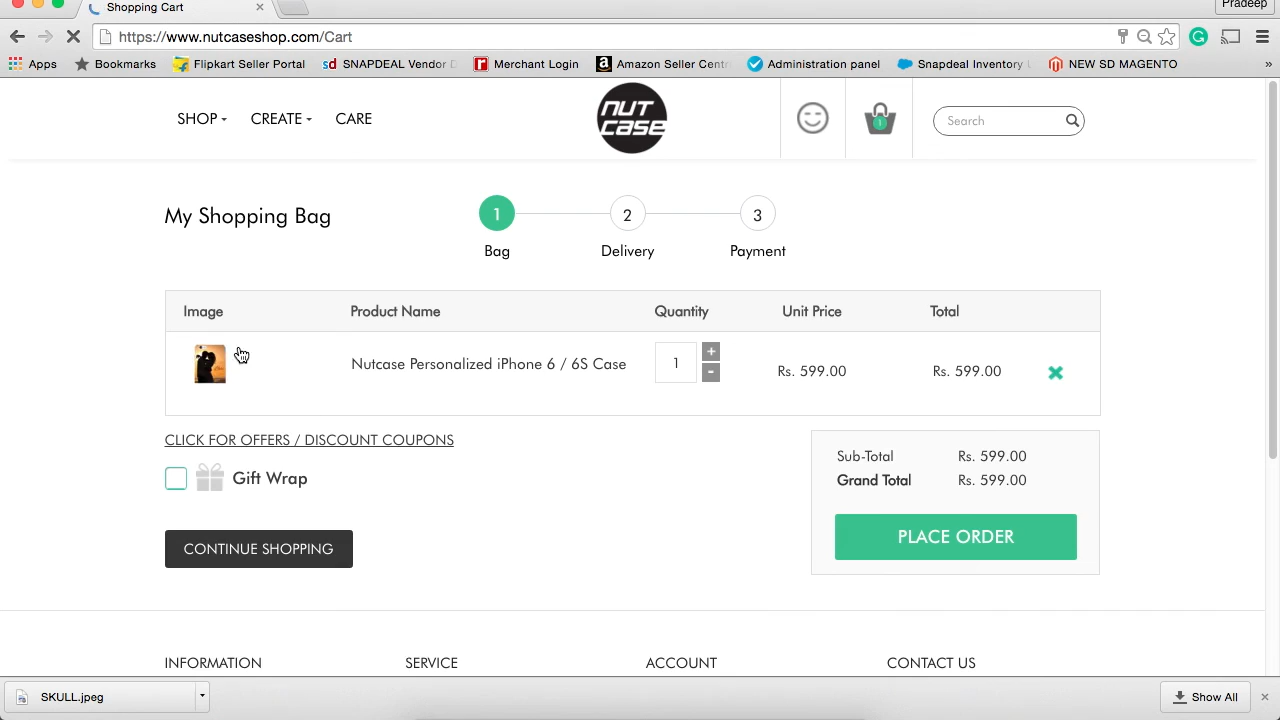 Shopping Cart
Pradeep
https://www.nutcaseshop.com/Cart
Apps Bookmarks Flipkart Seller Portal SNAPDEAL Vendor Merchant Login Amazon Seller Cent Administration panel Snapdeal Inventory NEW SD MAGENTO »
SHOP CREATE CARE
NUT CASE
1
Search
My Shopping Bag
1 2 3
Bag Delivery Payment
Image Product Name Quantity Unit Price Total
Nutcase Personalized iPhone 6 / 6S Case 1 + - Rs. 599.00 Rs. 599.00
CLICK FOR OFFERS / DISCOUNT COUPONS
Gift Wrap
Sub-Total Rs. 599.00
Grand Total Rs. 599.00
PLACE ORDER
CONTINUE SHOPPING
INFORMATION SERVICE ACCOUNT CONTACT US
SKULL.jpeg
Show All